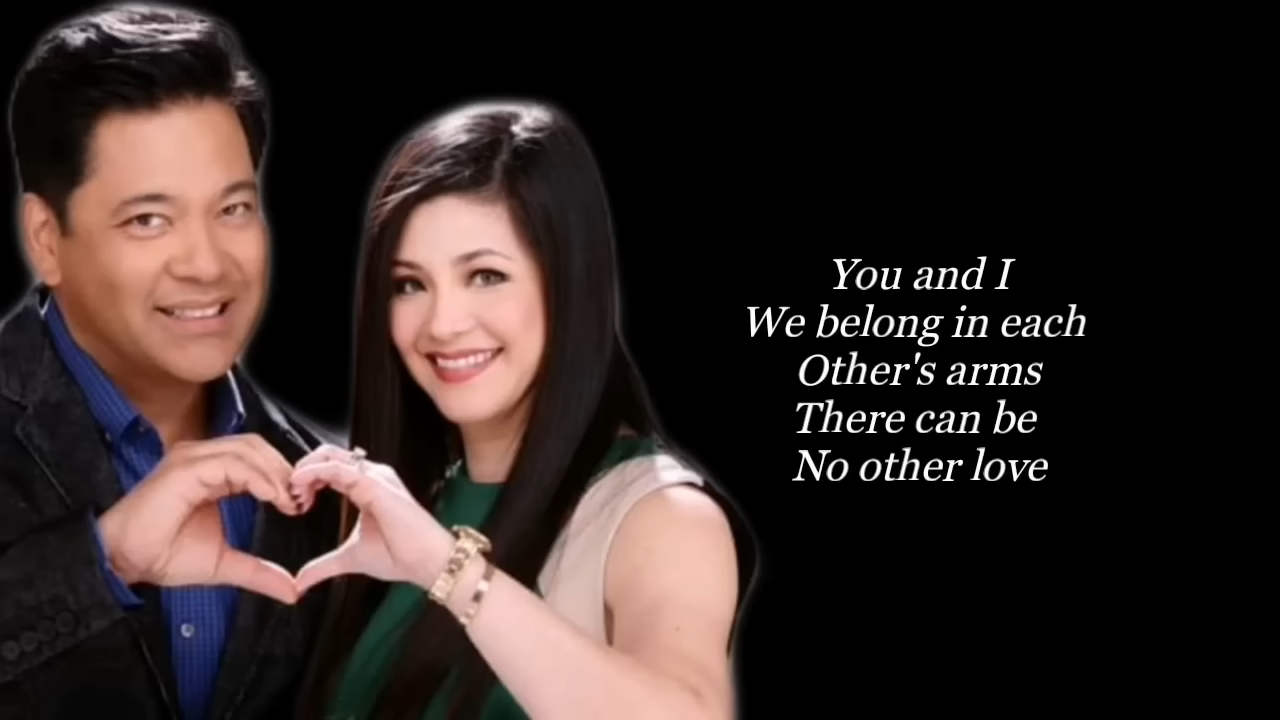 You and I
We belong in each
Other's arms
There can be
No other love